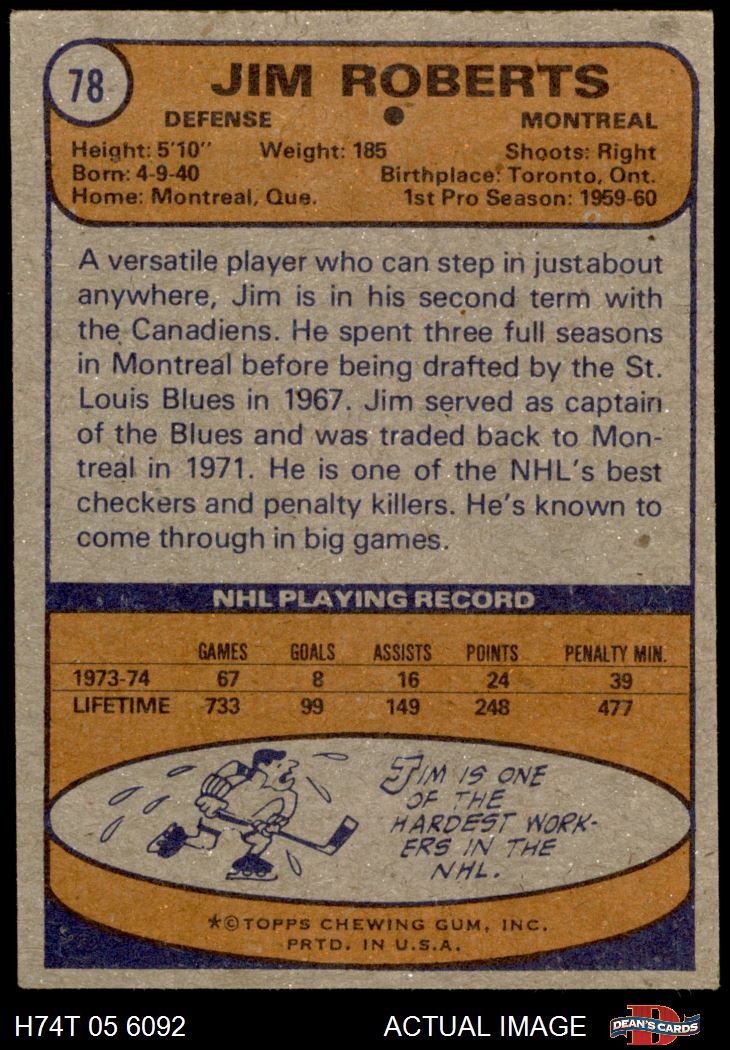 78
JIM ROBERTS
DEFENSE ● MONTREAL
Height: 5'10" Weight: 185 Shoots: Right
Born: 4-9-40 Birthplace: Toronto, Ont.
Home: Montreal, Que. 1st Pro Season: 1959-60
A versatile player who can step in justabout
anywhere, Jim is in his second term with
the Canadiens. He spent three full seasons
in Montreal before being drafted by the St.
Louis Blues in 1967. Jim served as captain
of the Blues and was traded back to Mon-
treal in 1971. He is one of the NHL's best
checkers and penalty killers. He's known to
come through in big games.
NHL PLAYING RECORD
GAMES GOALS ASSISTS POINTS PENALTY MIN.
1973-74 67 8 16 24 39
LIFETIME 733 99 149 248 477
JIM IS ONE
OF THE
HARDEST WORK-
ERS IN THE
NHL.
*©TOPPS CHEWING GUM, INC.
PRTD. IN U.S.A.
H74T 05 6092 ACTUAL IMAGE DEAN'S CARDS